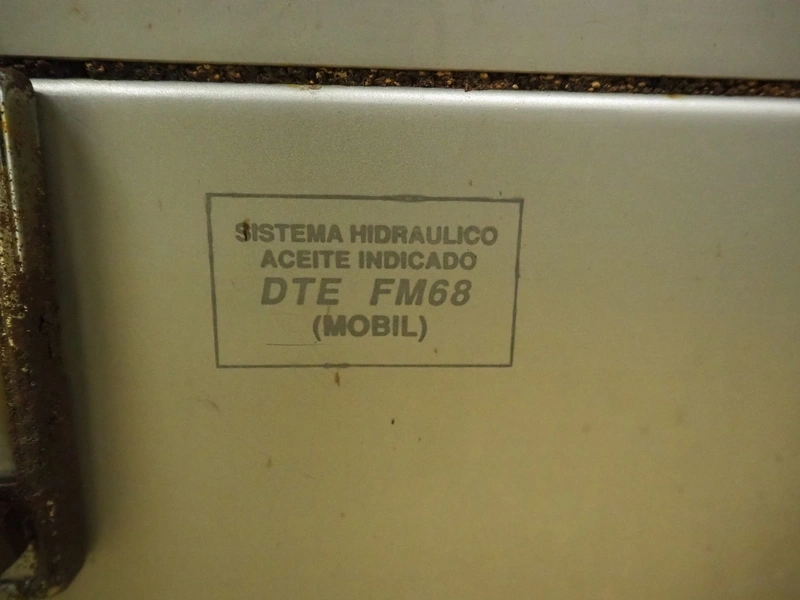 SISTEMA HIDRAULICO
ACEITE INDICADO
DTE FM68
(MOBIL)